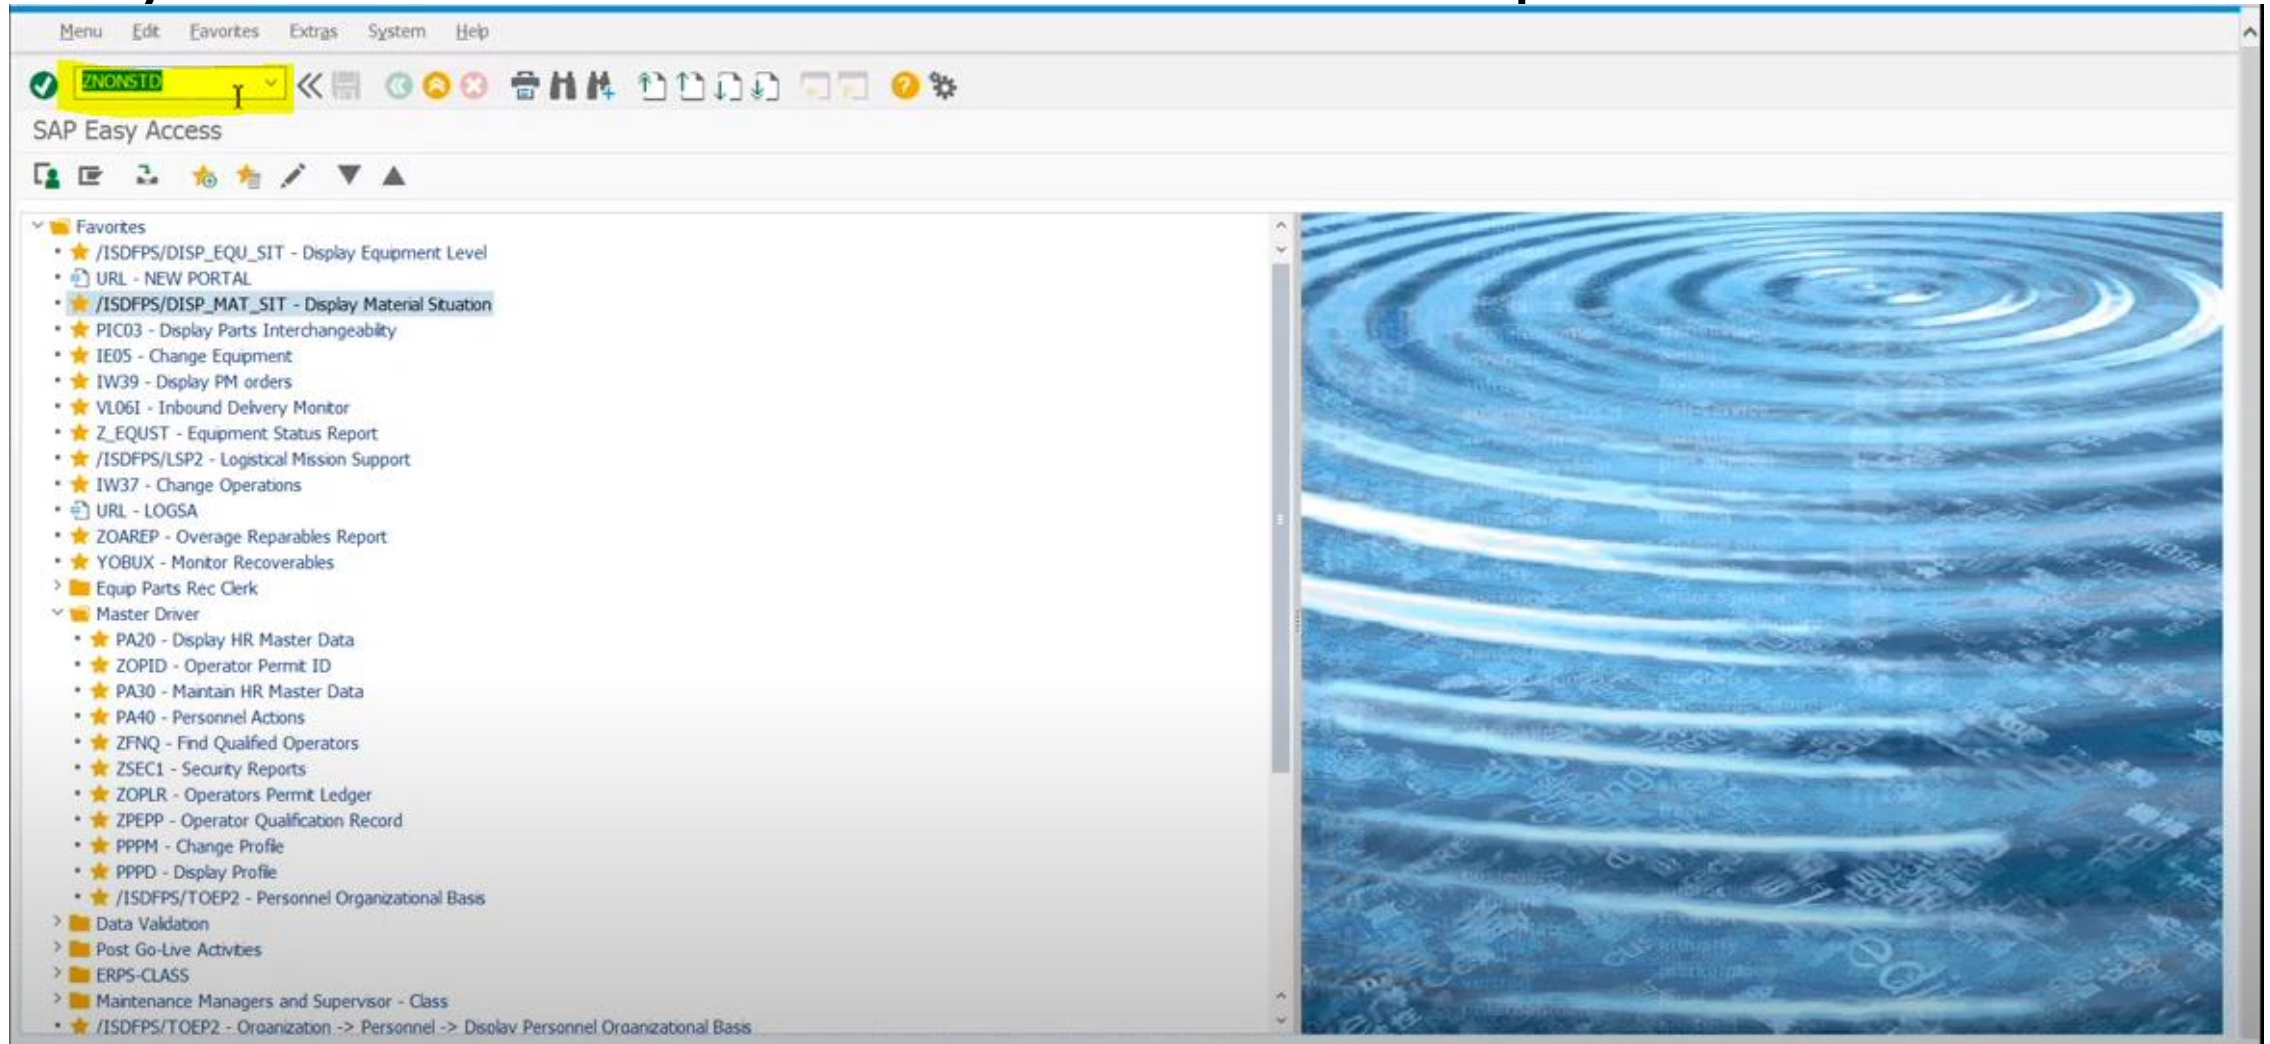 Menu Edit Favorites Extras System Help
ZNONSTD
SAP Easy Access
Favorites
/ISDFPS/DISP_EQU_SIT - Display Equipment Level
URL - NEW PORTAL
/ISDFPS/DISP_MAT_SIT - Display Material Situation
PIC03 - Display Parts Interchangeability
IE05 - Change Equipment
IW39 - Display PM orders
VL06I - Inbound Delivery Monitor
Z_EQUST - Equipment Status Report
/ISDFPS/LSP2 - Logistical Mission Support
IW37 - Change Operations
URL - LOGSA
ZOAREP - Overage Reparables Report
YOBUX - Monitor Recoverables
Equip Parts Rec Clerk
Master Driver
PA20 - Display HR Master Data
ZOPID - Operator Permit ID
PA30 - Maintain HR Master Data
PA40 - Personnel Actions
ZFNQ - Find Qualified Operators
ZSEC1 - Security Reports
ZOPLR - Operators Permit Ledger
ZPEPP - Operator Qualification Record
PPPM - Change Profile
PPPD - Display Profile
/ISDFPS/TOEP2 - Personnel Organizational Basis
Data Validation
Post Go-Live Activities
ERPS-CLASS
Maintenance Managers and Supervisor - Class
/ISDFPS/TOEP2 - Organization -> Personnel -> Display Personnel Organizational Basis